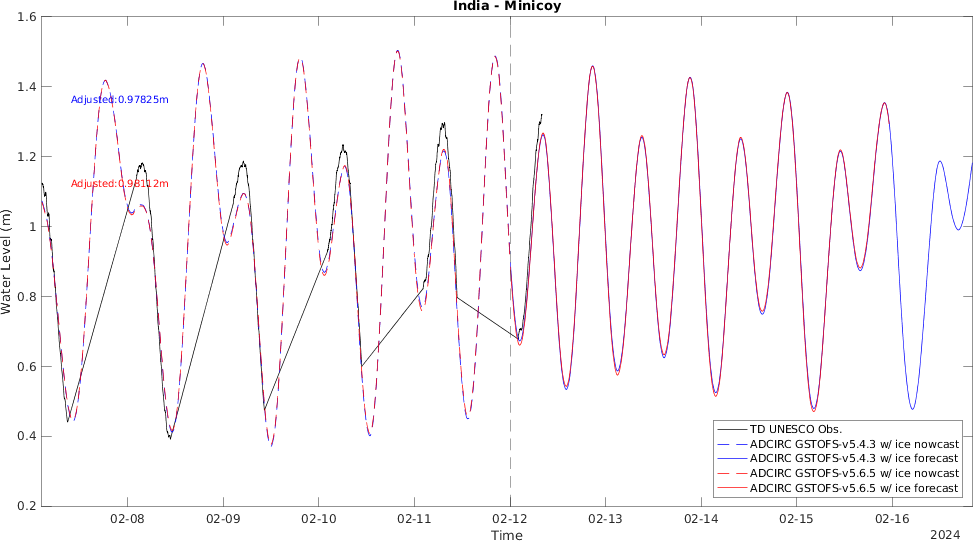 India - Minicoy
1.6
1.4
1.2
1
0.8
0.6
0.4
0.2
Water Level (m)
Adjusted:0.97825m
Adjusted:0.98112m
TD UNESCO Obs.
ADCIRC GSTOFS-v5.4.3 w/ ice nowcast
ADCIRC GSTOFS-v5.4.3 w/ ice forecast
ADCIRC GSTOFS-v5.6.5 w/ ice nowcast
ADCIRC GSTOFS-v5.6.5 w/ ice forecast
02-08 02-09 02-10 02-11 02-12 02-13 02-14 02-15 02-16
Time
2024